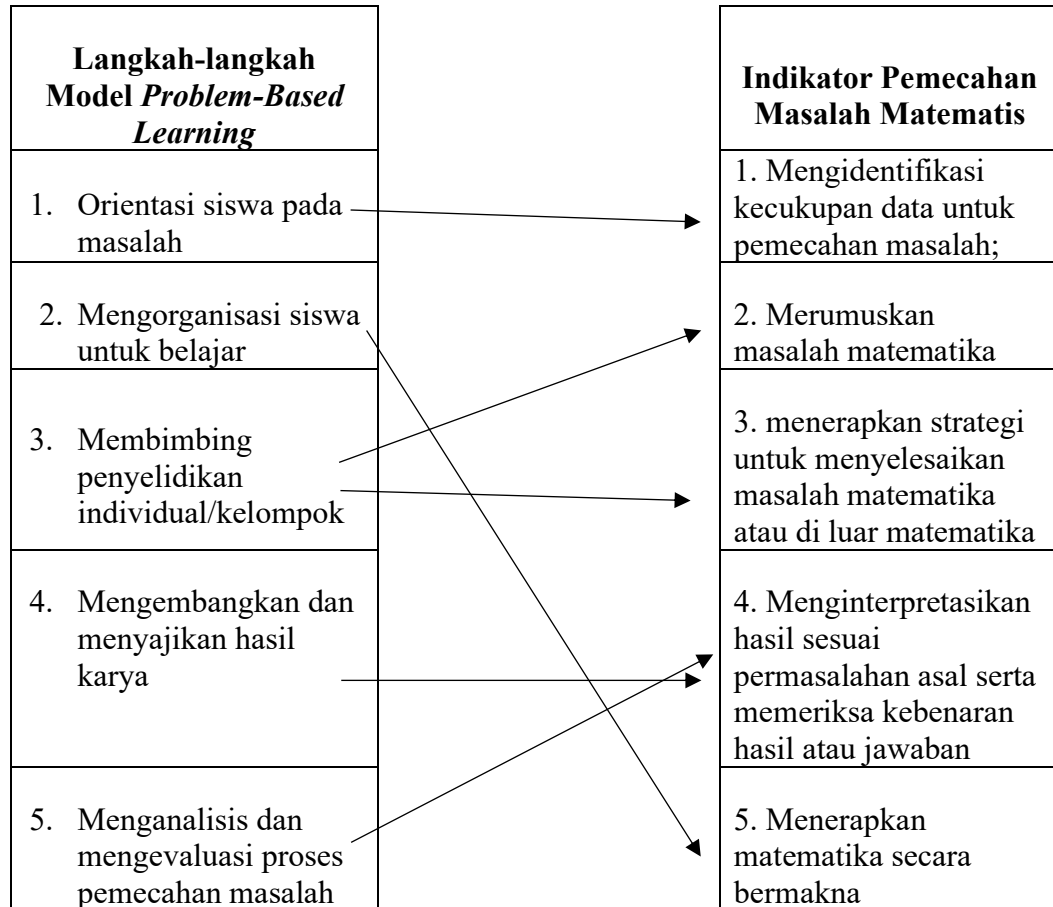 Langkah-langkah
Model Problem-Based
Learning
1. Orientasi siswa pada
masalah
2. Mengorganisasi siswa
untuk belajar
3. Membimbing
penyelidikan
individual/kelompok
4. Mengembangkan dan
menyajikan hasil
karya
5. Menganalisis dan
mengevaluasi proses
pemecahan masalah
Indikator Pemecahan
Masalah Matematis
1. Mengidentifikasi
kecukupan data untuk
pemecahan masalah;
2. Merumuskan
masalah matematika
3. menerapkan strategi
untuk menyelesaikan
masalah matematika
atau di luar matematika
4. Menginterpretasikan
hasil sesuai
permasalahan asal serta
memeriksa kebenaran
hasil atau jawaban
5. Menerapkan
matematika secara
bermakna